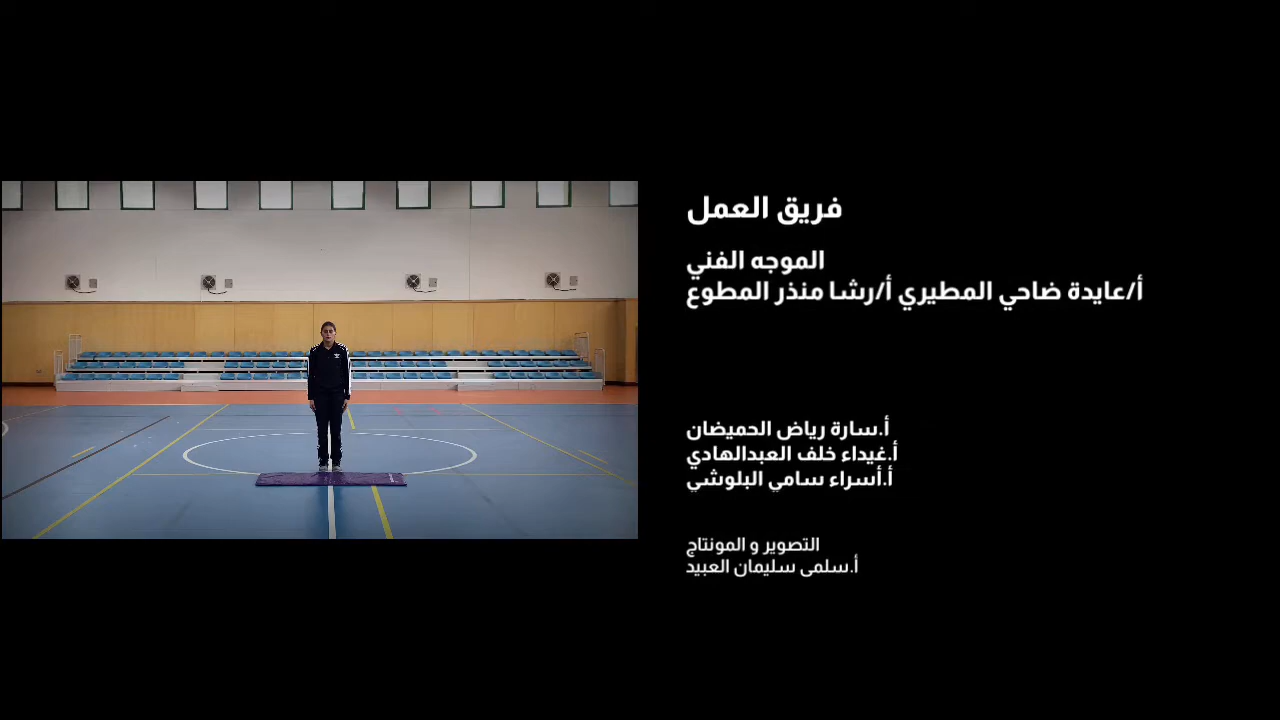 فريق العمل
الموجه الفني
أ/عايدة ضاحي المطيري أ/رشا منذر المطوع
أ.سارة رياض الحميضان
أ.غيداء خلف العبدالهادي
أ.أسراء سامي البلوشي
التصوير و المونتاج
أ.سلمى سليمان العبيد